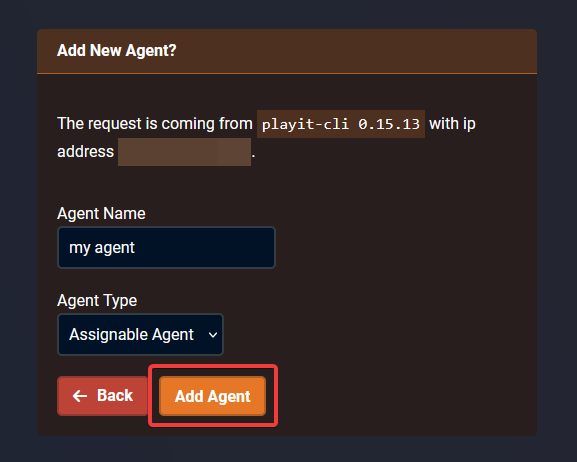 Add New Agent?
The request is coming from playit-cli 0.15.13 with ip
address .
Agent Name
my agent
Agent Type
Assignable Agent
← Back Add Agent